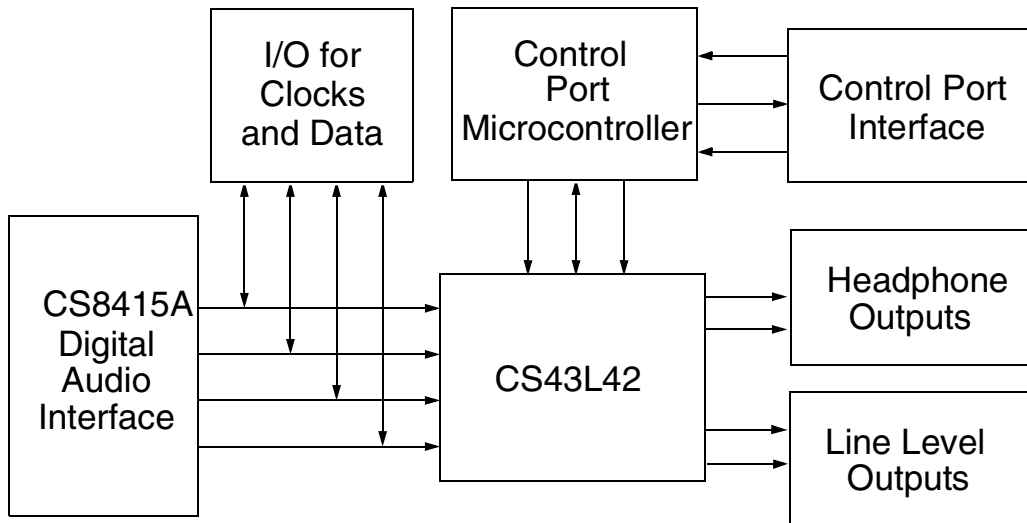 I/O for
Clocks
and Data
Control
Port
Microcontroller
Control Port
Interface
CS8415A
Digital
Audio
Interface
CS43L42
Headphone
Outputs
Line Level
Outputs